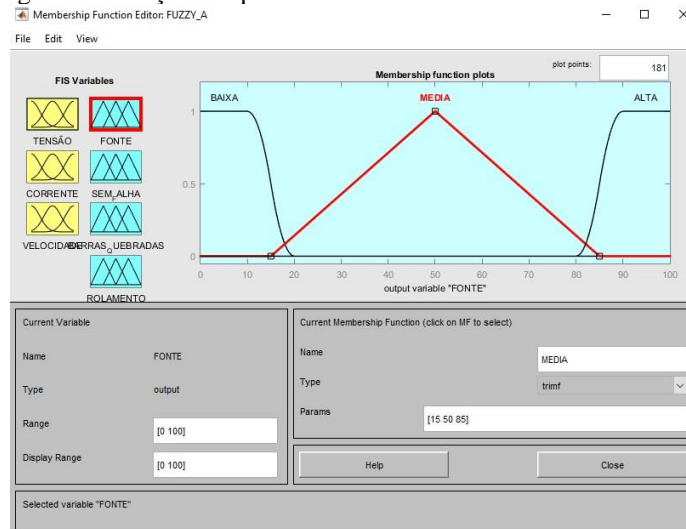 Membership Function Editor: FUZZY_A
File Edit View
FIS Variables
Membership function plots
plot points:
181
TENSÃO
FONTE
CORRENTE
SEM_FALHA
ROLAMENTO
BAIXA
MEDIA
ALTA
1
0.5
0
0 10 20 30 40 50 60 70 80 90 100
output variable "FONTE"
Current Variable
Name FONTE
Type output
Range [0 100]
Display Range [0 100]
Current Membership Function (click on MF to select)
Name MEDIA
Type trimf
Params [15 50 85]
Help
Close
Selected variable "FONTE"